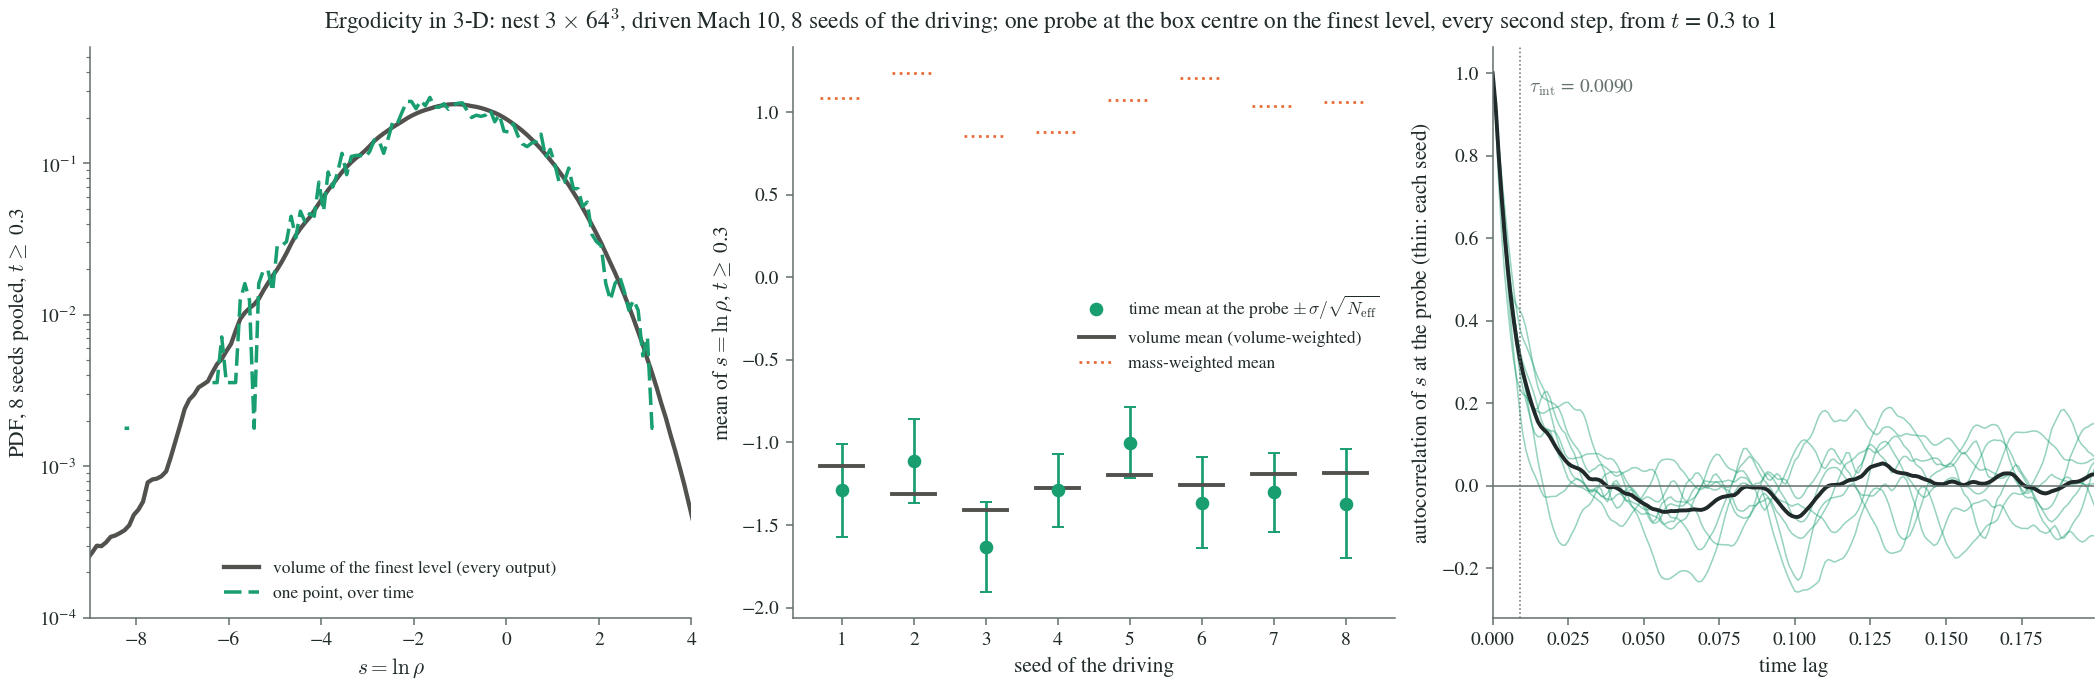 Ergodicity in 3-D: nest 3 × 64³, driven Mach 10, 8 seeds of the driving; one probe at the box centre on the finest level, every second step, from t = 0.3 to 1
PDF, 8 seeds pooled, t ≥ 0.3
10⁻¹
10⁻²
10⁻³
10⁻⁴
volume of the finest level (every output)
one point, over time
−8 −6 −4 −2 0 2 4
s = ln ρ
mean of s = ln ρ, t ≥ 0.3
1.0
0.5
0.0
−0.5
−1.0
−1.5
−2.0
time mean at the probe ± σ/√N_eff
volume mean (volume-weighted)
mass-weighted mean
1 2 3 4 5 6 7 8
seed of the driving
autocorrelation of s at the probe (thin: each seed)
1.0
0.8
0.6
0.4
0.2
0.0
−0.2
τ_int = 0.0090
0.000 0.025 0.050 0.075 0.100 0.125 0.150 0.175
time lag